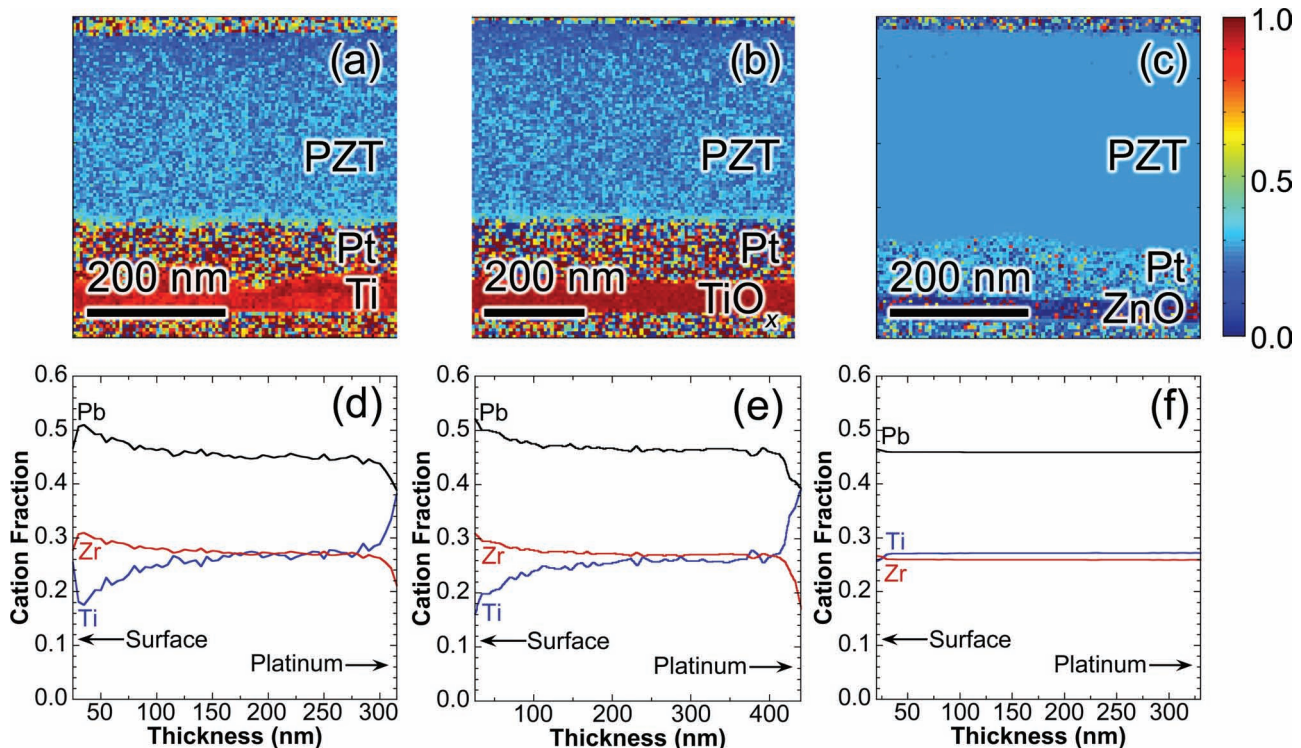 (a)
PZT
Pt
200 nm
Ti
(b)
PZT
Pt
200 nm
TiOx
(c)
PZT
Pt
200 nm
ZnO
1.0
0.5
0.0
Cation Fraction
0.6
0.5
0.4
0.3
0.2
0.1
0.0
(d)
Pb
Zr
Ti
← Surface
Platinum →
50 100 150 200 250 300
Thickness (nm)
Cation Fraction
0.6
0.5
0.4
0.3
0.2
0.1
0.0
(e)
Pb
Zr
Ti
← Surface
Platinum →
100 200 300 400
Thickness (nm)
Cation Fraction
0.6
0.5
0.4
0.3
0.2
0.1
0.0
(f)
Ti
Zr
← Surface
Platinum →
50 100 150 200 250 300
Thickness (nm)